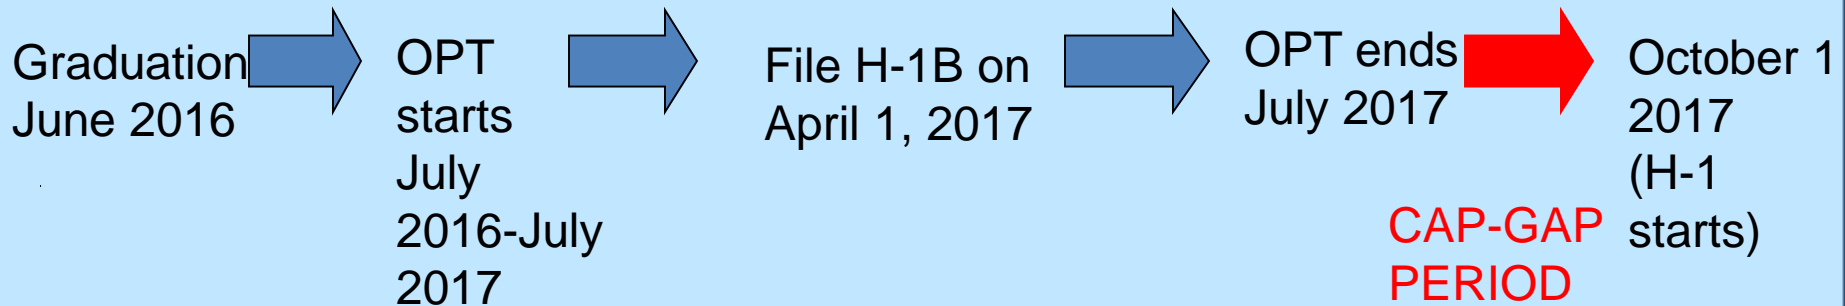 Graduation
June 2016
OPT
starts
July
2016-July
2017
File H-1B on
April 1, 2017
OPT ends
July 2017
CAP-GAP
PERIOD
October 1
2017
(H-1
starts)